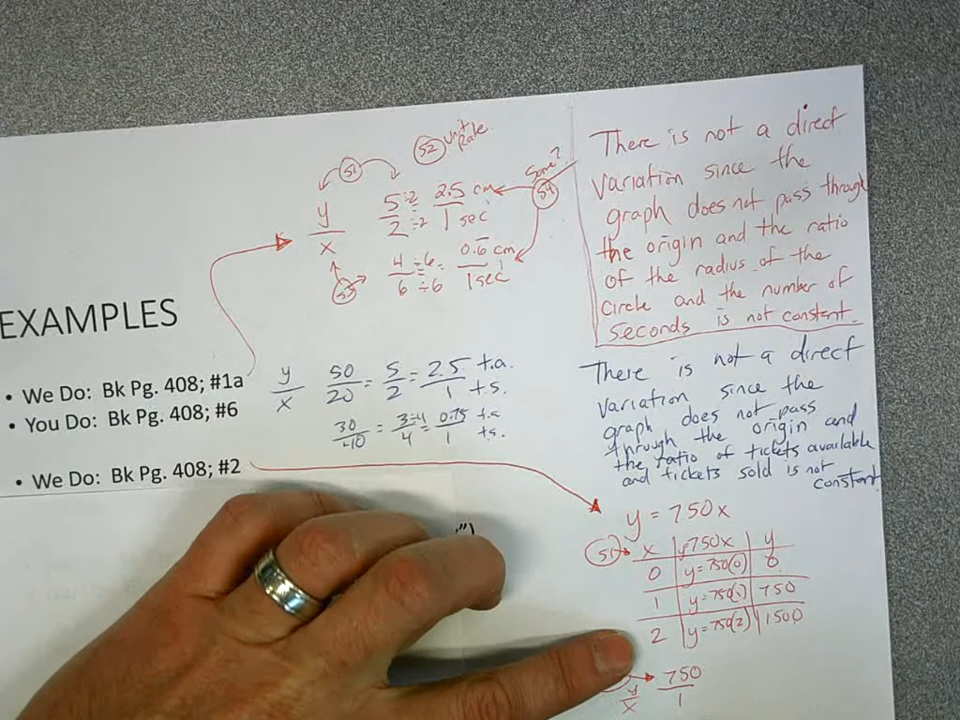 S1
S2 Unit Rate
Same?
S4
y/x
5/2 ÷2/÷2 = 2.5 cm/1 sec
S3
4/6 ÷6/÷6 = 0.6̅ cm/1 sec
There is not a direct
variation since the
graph does not pass through
the origin and the ratio
of the radius of the
circle and the number of
seconds is not constant.
EXAMPLES
• We Do: Bk Pg. 408; #1a
• You Do: Bk Pg. 408; #6
• We Do: Bk Pg. 408; #2
y/x 50/20 = 5/2 = 2.5/1 t.a./t.s.
30/40 = 3÷4/4 = 0.75/1 t.a/t.s.
There is not a direct
variation since the
graph does not pass
through the origin and
the ratio of tickets available
and tickets sold is not
constant
")
y = 750x
S1
x | y=750x | y
0 | y=750(0) | 0
1 | y=750(1) | 750
2 | y=750(2) | 1500
y/x 750/1